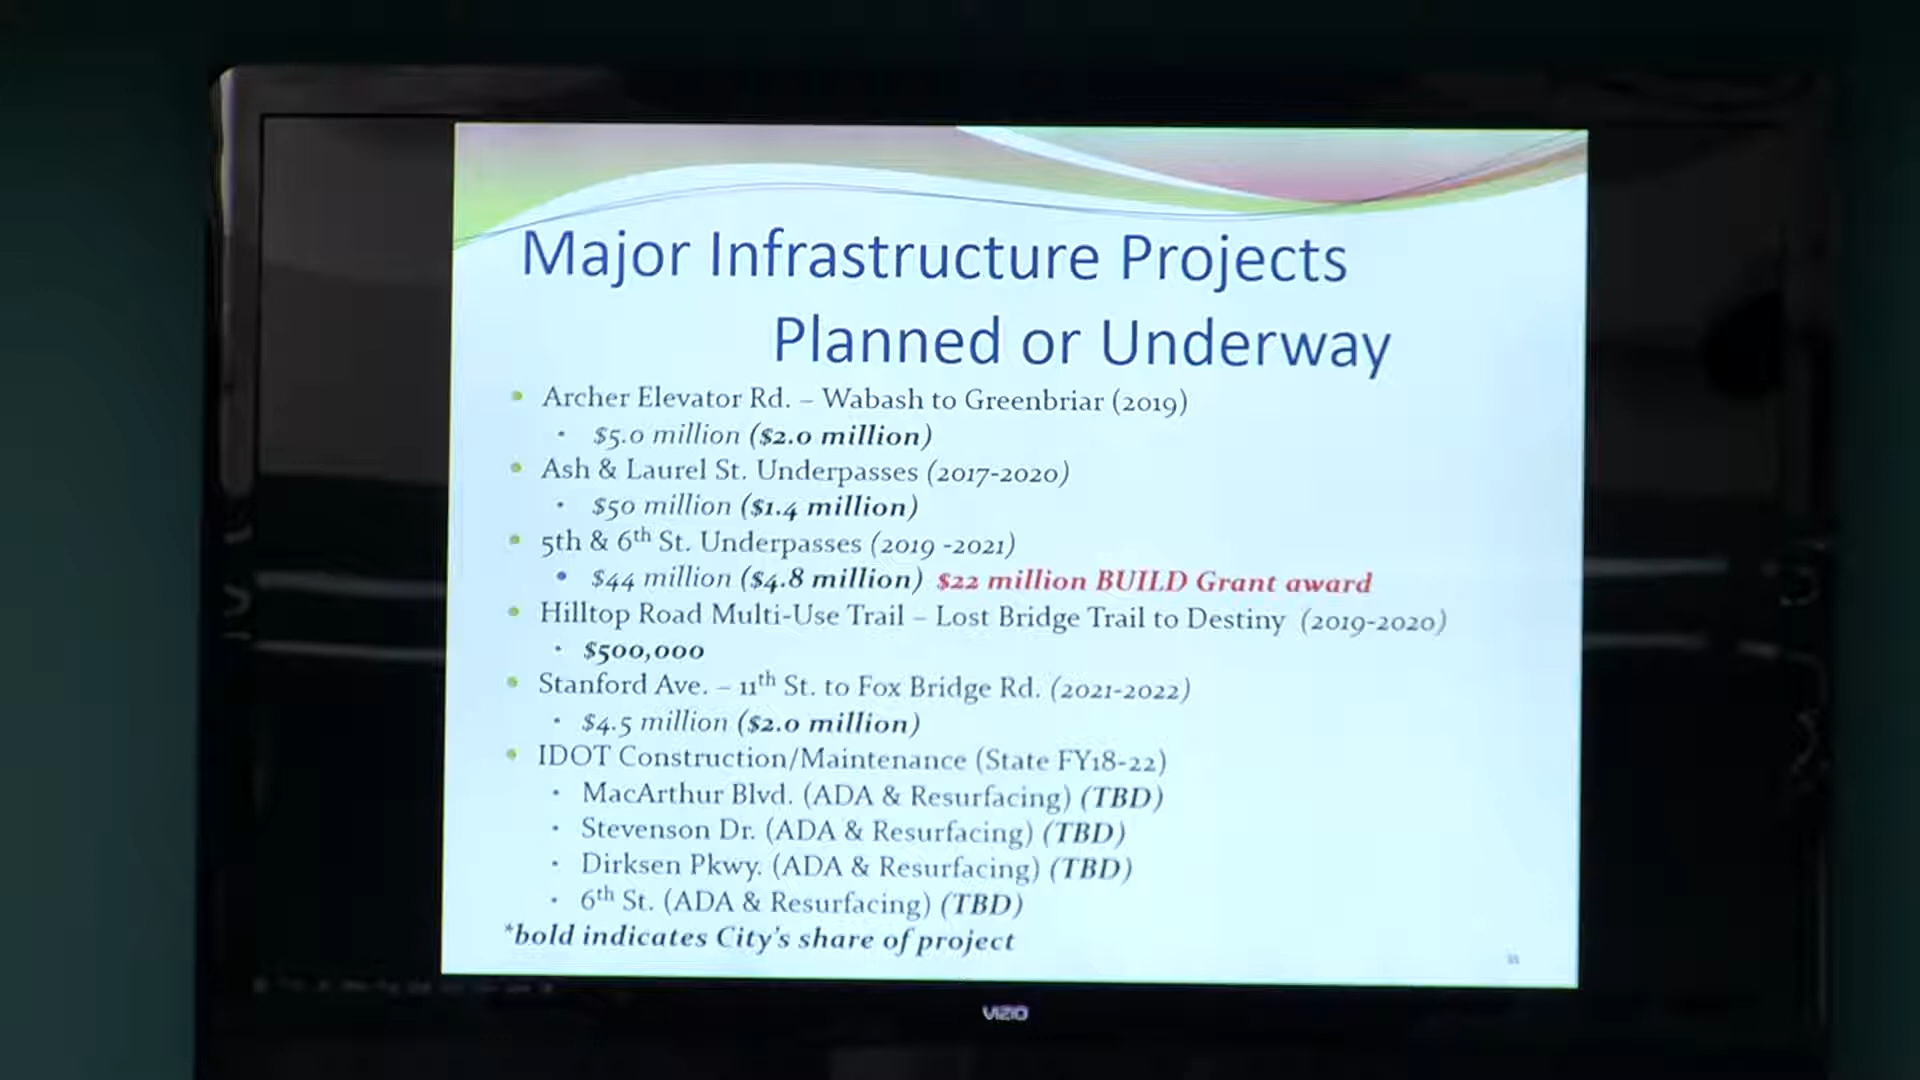 Major Infrastructure Projects
Planned or Underway
• Archer Elevator Rd. – Wabash to Greenbriar (2019)
• $5.0 million ($2.0 million)
• Ash & Laurel St. Underpasses (2017-2020)
• $50 million ($1.4 million)
• 5th & 6th St. Underpasses (2019 -2021)
• $44 million ($4.8 million) $22 million BUILD Grant award
• Hilltop Road Multi-Use Trail – Lost Bridge Trail to Destiny (2019-2020)
• $500,000
• Stanford Ave. – 11th St. to Fox Bridge Rd. (2021-2022)
• $4.5 million ($2.0 million)
• IDOT Construction/Maintenance (State FY18-22)
• MacArthur Blvd. (ADA & Resurfacing) (TBD)
• Stevenson Dr. (ADA & Resurfacing) (TBD)
• Dirksen Pkwy. (ADA & Resurfacing) (TBD)
• 6th St. (ADA & Resurfacing) (TBD)
*bold indicates City's share of project
VIZIO